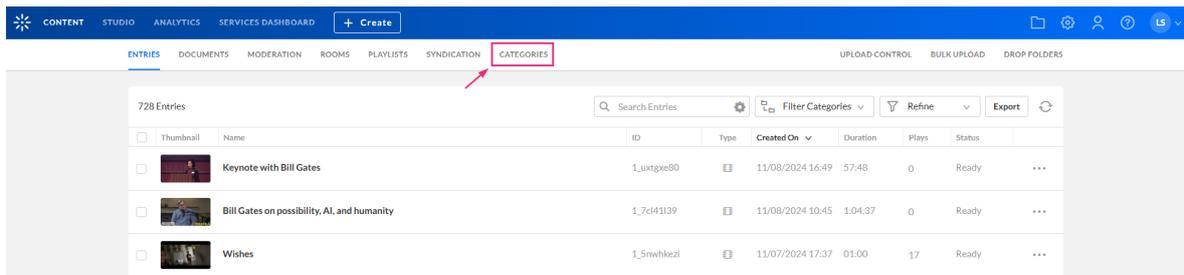 CONTENT STUDIO ANALYTICS SERVICES DASHBOARD + Create LS
ENTRIES DOCUMENTS MODERATION ROOMS PLAYLISTS SYNDICATION CATEGORIES UPLOAD CONTROL BULK UPLOAD DROP FOLDERS
728 Entries Search Entries Filter Categories Refine Export
Thumbnail Name ID Type Created On Duration Plays Status
Keynote with Bill Gates 1_uxtgxe80 11/08/2024 16:49 57:48 0 Ready
Bill Gates on possibility, AI, and humanity 1_7cl41l39 11/08/2024 10:45 1:04:37 0 Ready
Wishes 1_5nwhkezi 11/07/2024 17:37 01:00 17 Ready